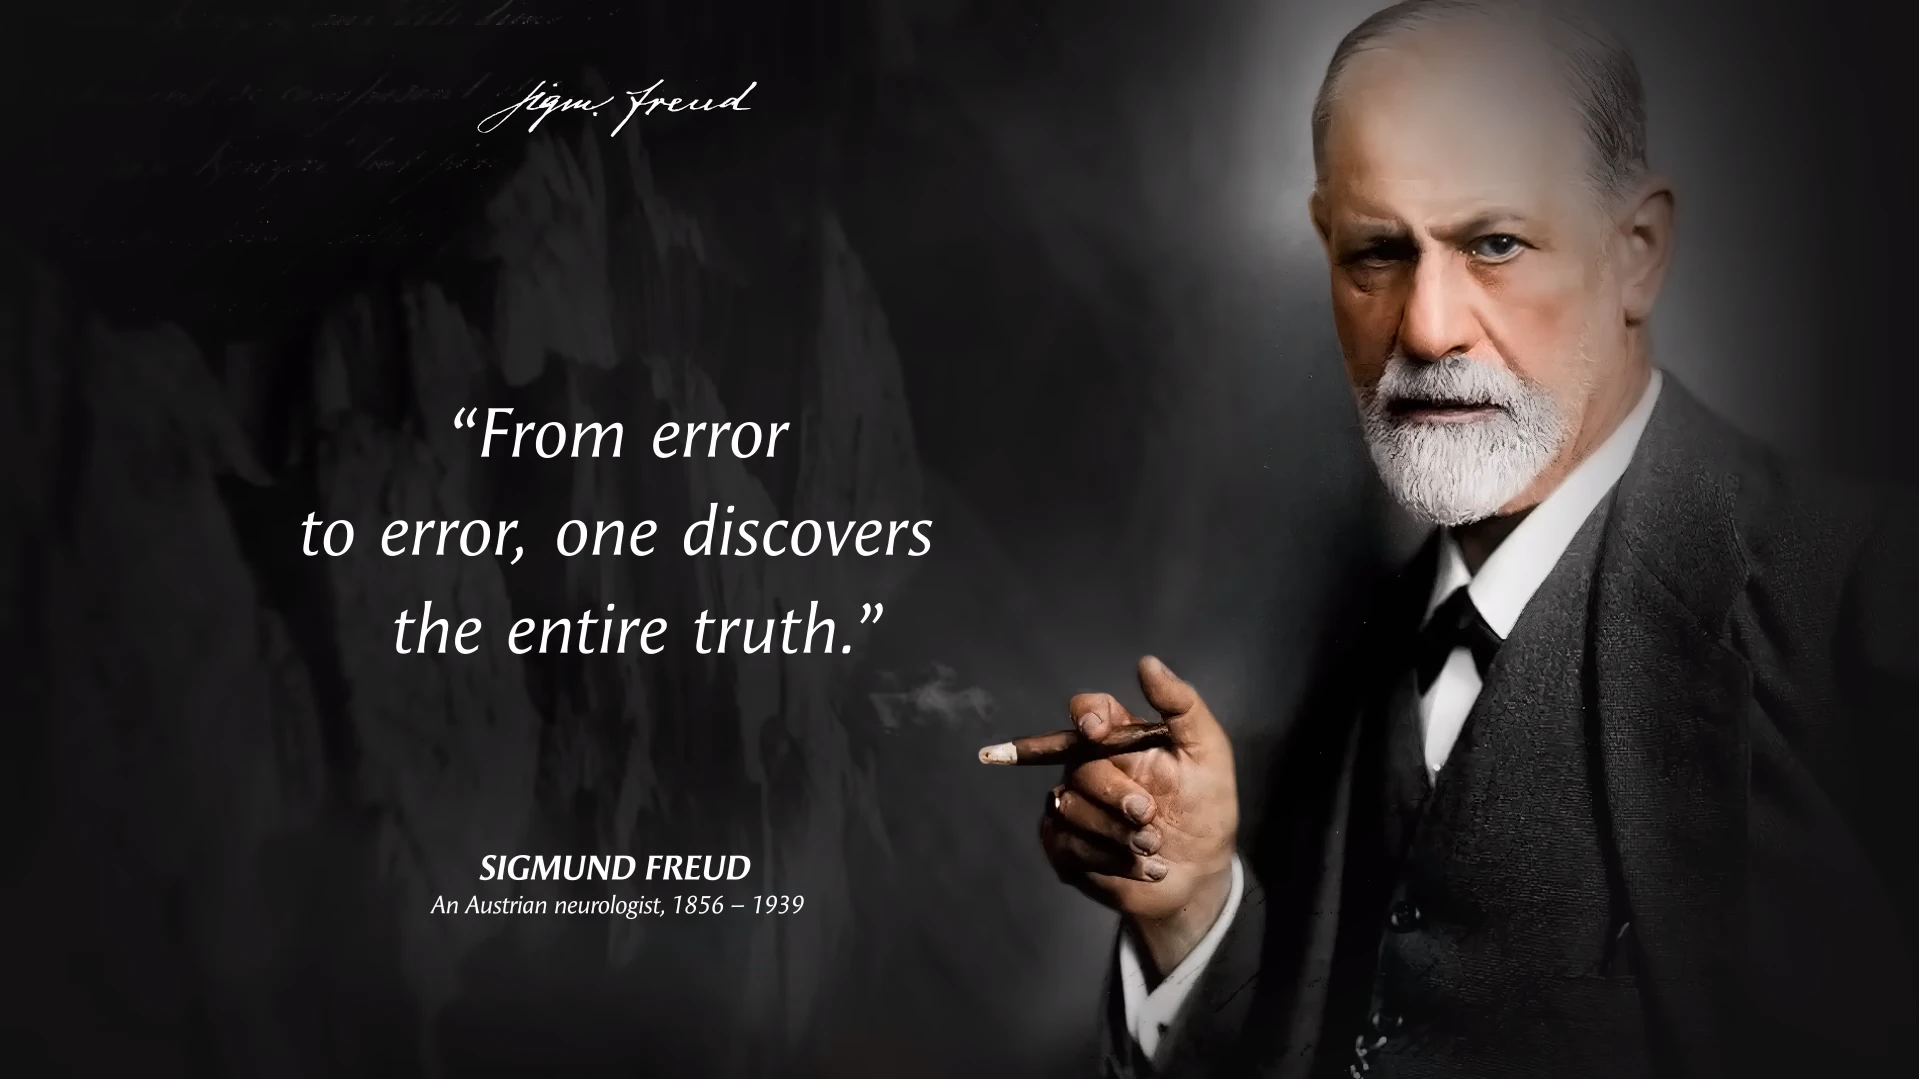 Sigm. Freud
“From error
to error, one discovers
the entire truth.”
SIGMUND FREUD
An Austrian neurologist, 1856 – 1939